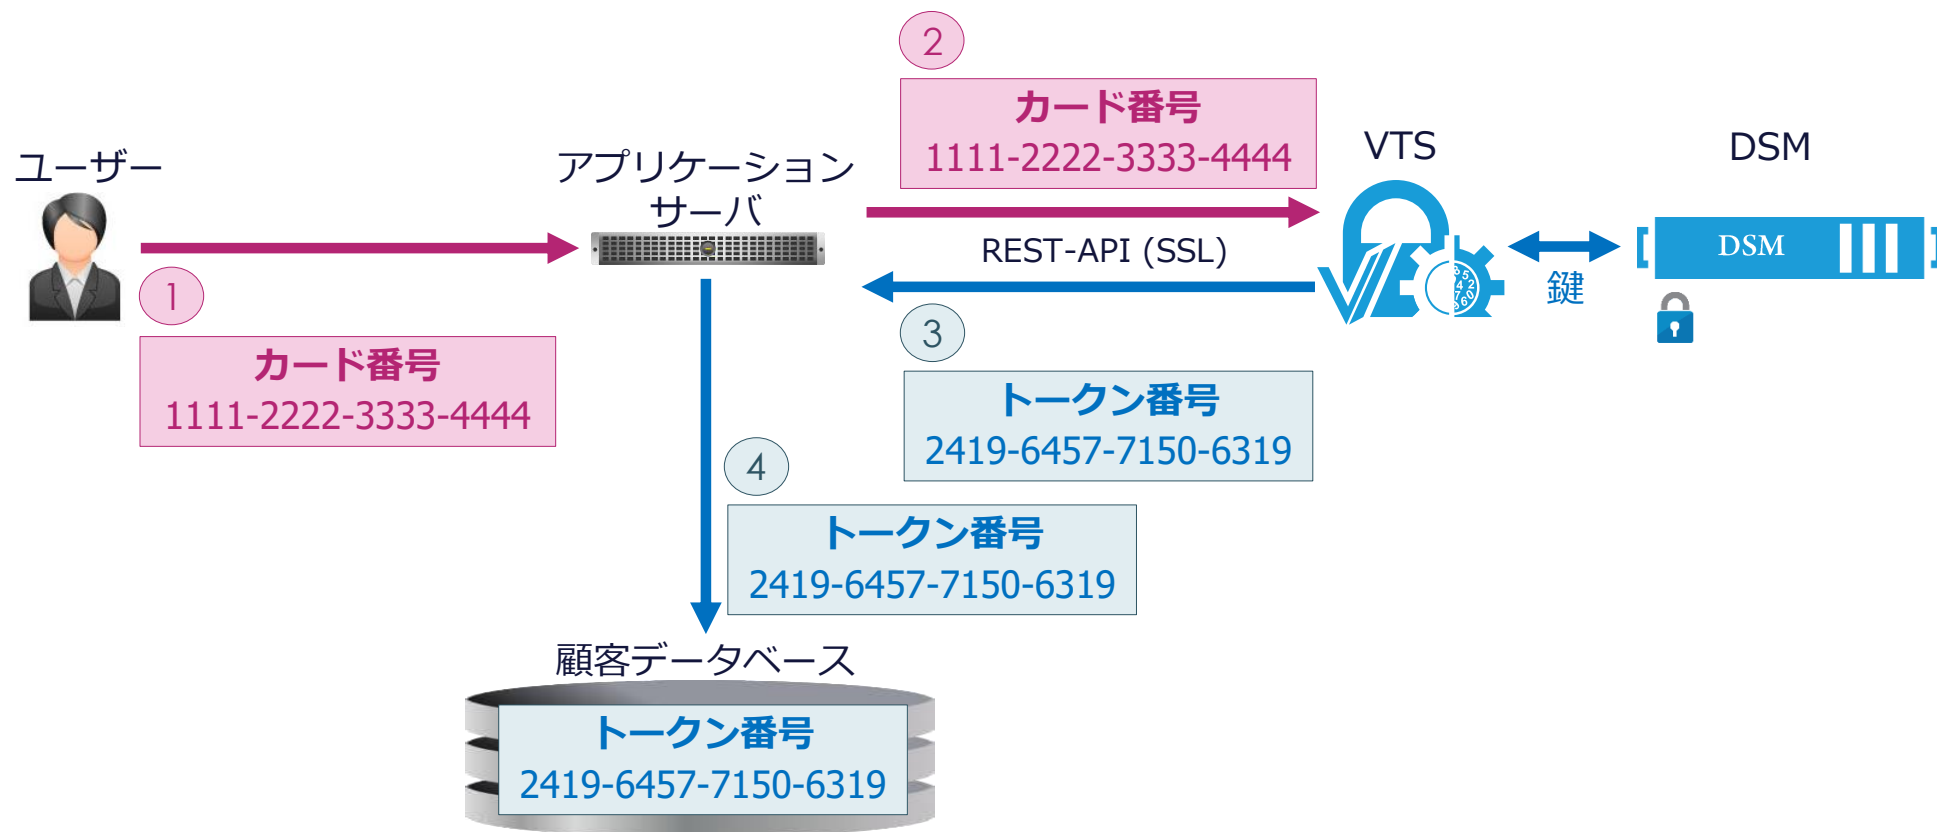 ユーザー
①
カード番号
1111-2222-3333-4444
アプリケーション
サーバ
②
カード番号
1111-2222-3333-4444
REST-API (SSL)
③
トークン番号
2419-6457-7150-6319
VTS
鍵
DSM
DSM
④
トークン番号
2419-6457-7150-6319
顧客データベース
トークン番号
2419-6457-7150-6319